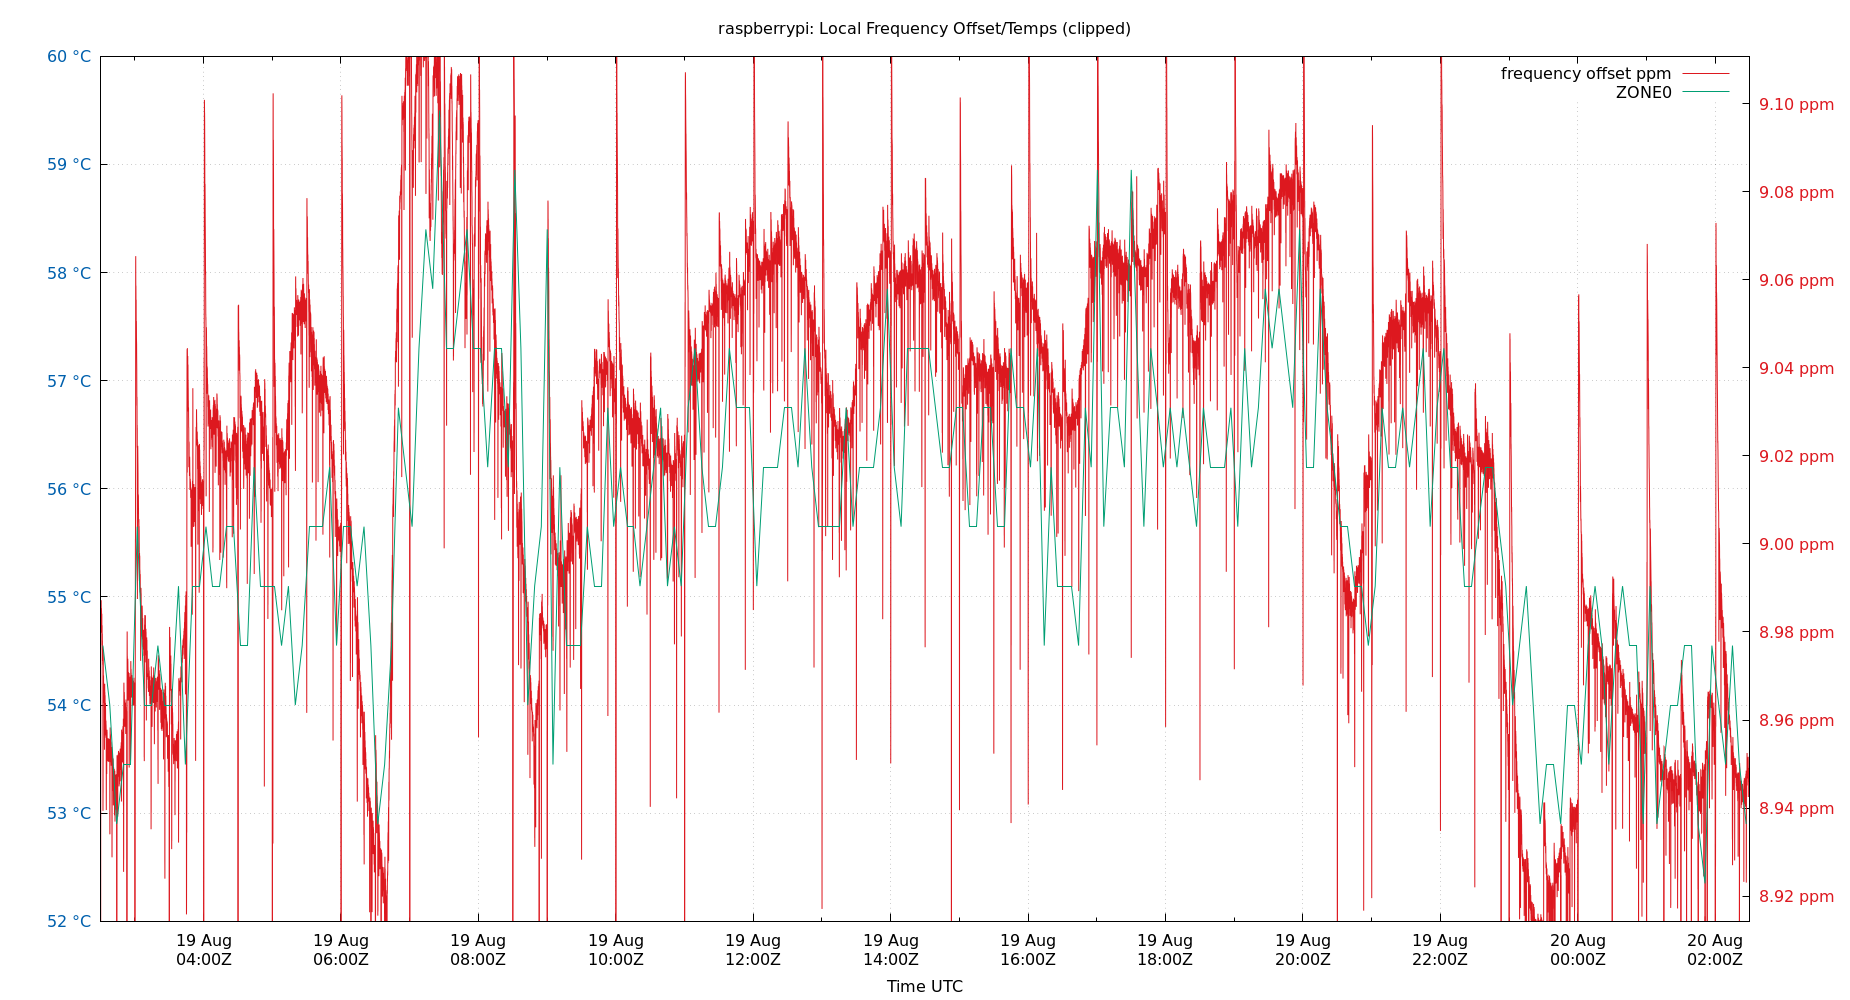 raspberrypi: Local Frequency Offset/Temps (clipped)
frequency offset ppm
ZONE0
60 °C
59 °C
58 °C
57 °C
56 °C
55 °C
54 °C
53 °C
52 °C
9.10 ppm
9.08 ppm
9.06 ppm
9.04 ppm
9.02 ppm
9.00 ppm
8.98 ppm
8.96 ppm
8.94 ppm
8.92 ppm
19 Aug 19 Aug 19 Aug 19 Aug 19 Aug 19 Aug 19 Aug 19 Aug 19 Aug 19 Aug 20 Aug 20 Aug
04:00Z 06:00Z 08:00Z 10:00Z 12:00Z 14:00Z 16:00Z 18:00Z 20:00Z 22:00Z 00:00Z 02:00Z
Time UTC